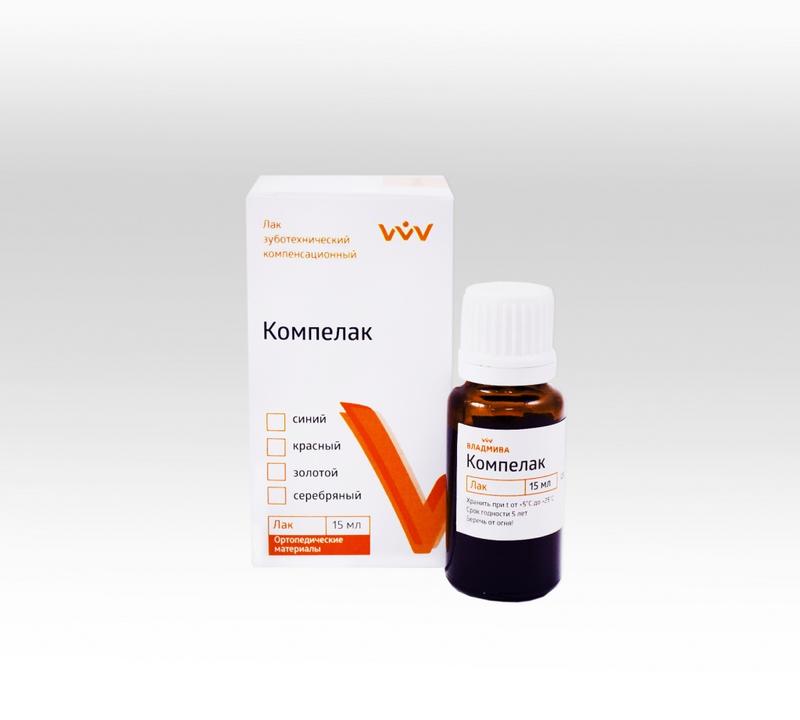 Лак
зуботехнический
компенсационный
Компелак
синий
красный
золотой
серебряный
Лак 15 мл
Ортопедические
материалы
ВЛАДМИВА
Компелак
Лак 15 мл
Хранить при t от +5°С до +25°С
Срок годности 5 лет
Беречь от огня!